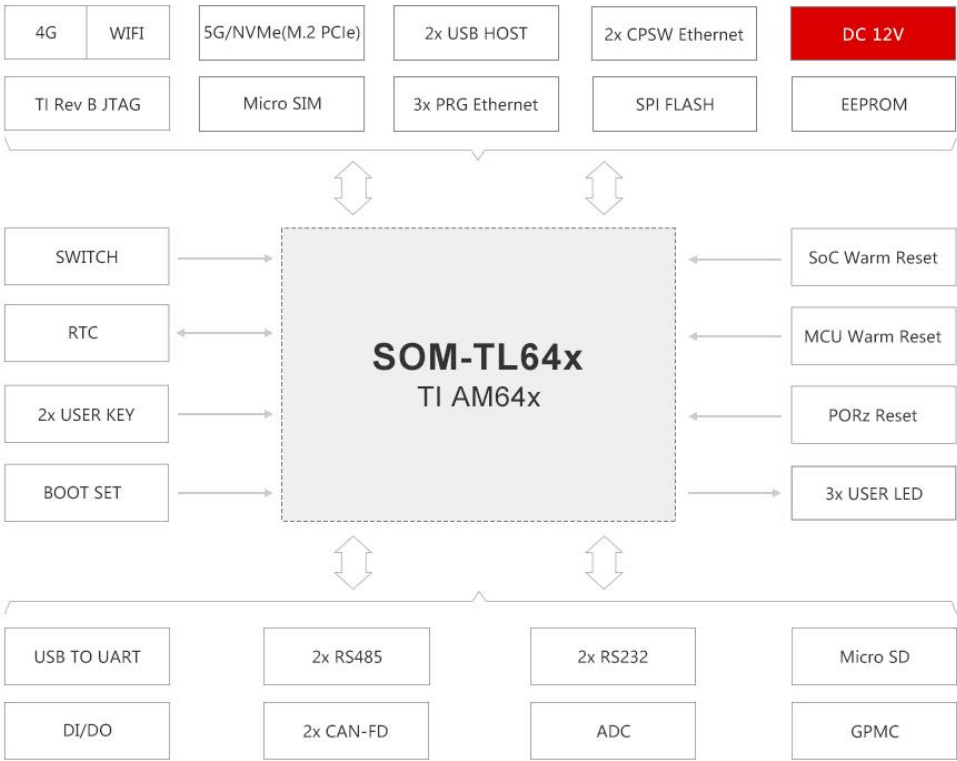 4G
WIFI
5G/NVMe(M.2 PCIe)
2x USB HOST
2x CPSW Ethernet
DC 12V
TI Rev B JTAG
Micro SIM
3x PRG Ethernet
SPI FLASH
EEPROM
SWITCH
SoC Warm Reset
RTC
MCU Warm Reset
SOM-TL64x
TI AM64x
2x USER KEY
PORz Reset
BOOT SET
3x USER LED
USB TO UART
2x RS485
2x RS232
Micro SD
DI/DO
2x CAN-FD
ADC
GPMC